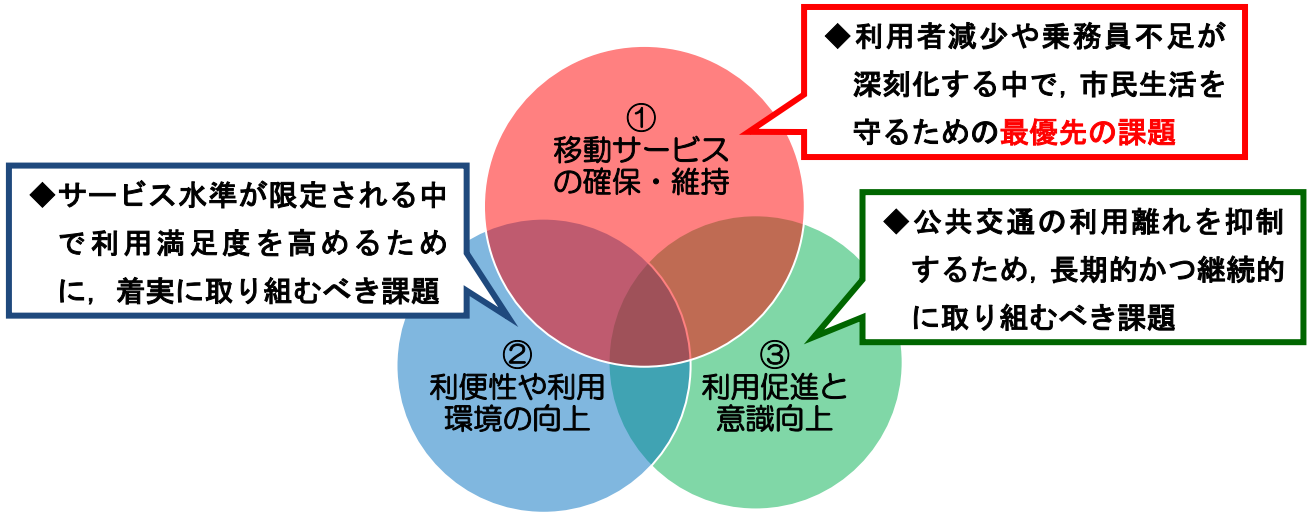 ◆利用者減少や乗務員不足が
深刻化する中で，市民生活を
守るための最優先の課題
①
移動サービス
の確保・維持
◆サービス水準が限定される中
で利用満足度を高めるため
に，着実に取り組むべき課題
◆公共交通の利用離れを抑制
するため，長期的かつ継続的
に取り組むべき課題
②
利便性や利用
環境の向上
③
利用促進と
意識向上